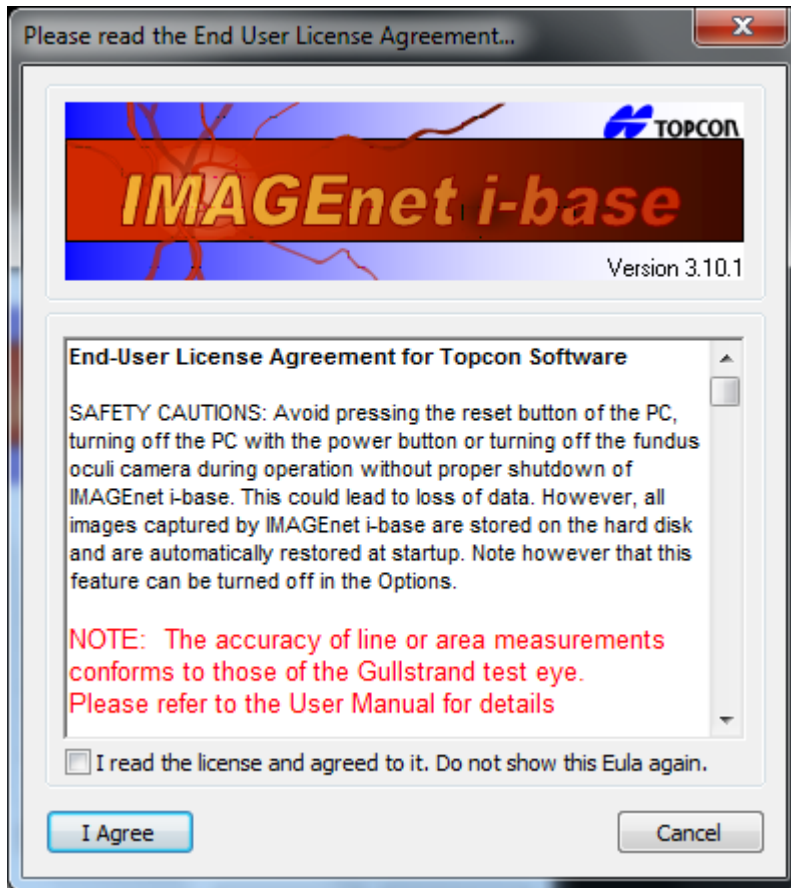 Please read the End User License Agreement...
TOPCON
IMAGEnet i-base
Version 3.10.1
End-User License Agreement for Topcon Software
SAFETY CAUTIONS: Avoid pressing the reset button of the PC,
turning off the PC with the power button or turning off the fundus
oculi camera during operation without proper shutdown of
IMAGEnet i-base. This could lead to loss of data. However, all
images captured by IMAGEnet i-base are stored on the hard disk
and are automatically restored at startup. Note however that this
feature can be turned off in the Options.
NOTE: The accuracy of line or area measurements
conforms to those of the Gullstrand test eye.
Please refer to the User Manual for details
I read the license and agreed to it. Do not show this Eula again.
I Agree
Cancel